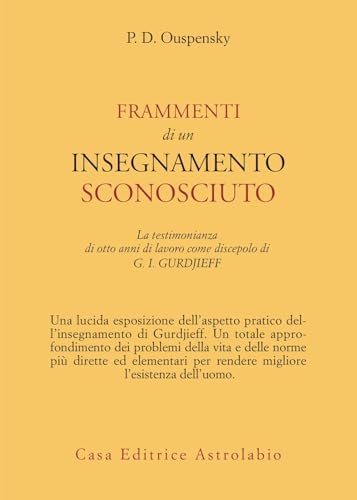 P. D. Ouspensky
FRAMMENTI
di un
INSEGNAMENTO
SCONOSCIUTO
La testimonianza
di otto anni di lavoro come discepolo di
G. I. GURDJIEFF
Una lucida esposizione dell'aspetto pratico del-
l'insegnamento di Gurdjieff. Un totale appro-
fondimento dei problemi della vita e delle norme
più dirette ed elementari per rendere migliore
l'esistenza dell'uomo.
Casa Editrice Astrolabio